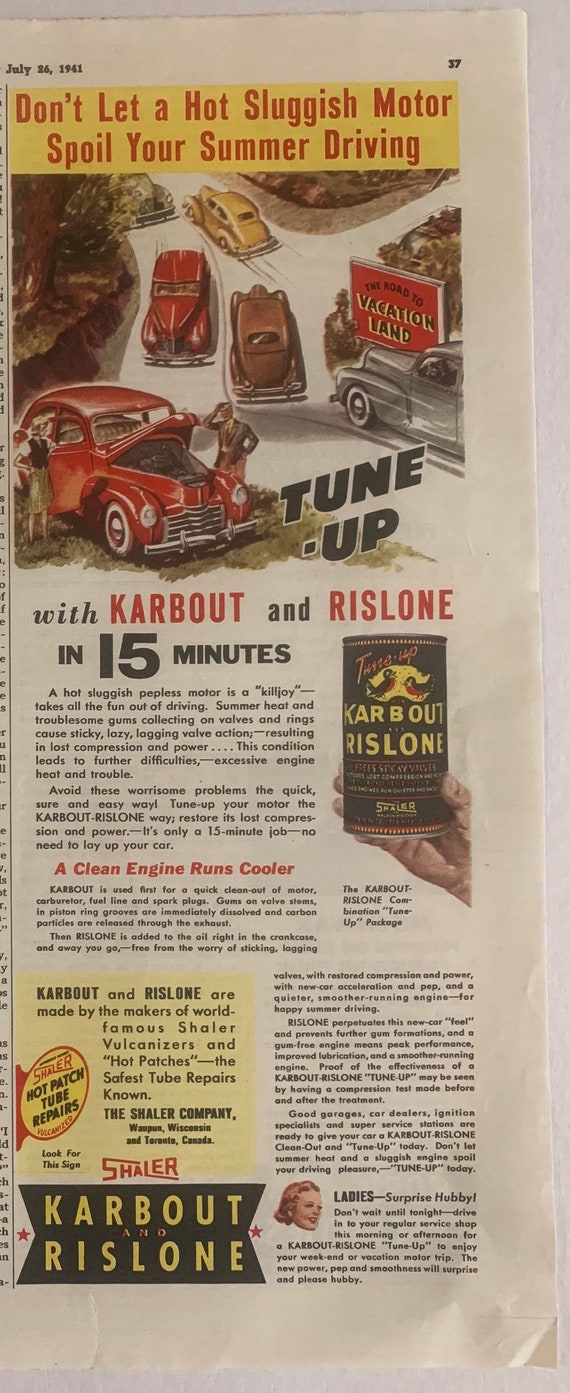 July 26, 1941
37
Don't Let a Hot Sluggish Motor
Spoil Your Summer Driving
THE ROAD TO
VACATION
LAND
TUNE
-UP
with KARBOUT and RISLONE
IN 15 MINUTES
A hot sluggish pepless motor is a "killjoy"—
takes all the fun out of driving. Summer heat and
troublesome gums collecting on valves and rings
cause sticky, lazy, lagging valve action;—resulting
in lost compression and power.... This condition
leads to further difficulties,—excessive engine
heat and trouble.
Avoid these worrisome problems the quick,
sure and easy way! Tune-up your motor the
KARBOUT-RISLONE way; restore its lost compres-
sion and power.—It's only a 15-minute job—no
need to lay up your car.
Tune-up
KARBOUT
AND
RISLONE
FREES STICKY VALVES
RESTORES LOST COMPRESSION AND
MAKES ENGINES RUN QUIETER AND
SHALER
WAUPUN, WISCONSIN
A Clean Engine Runs Cooler
KARBOUT is used first for a quick clean-out of motor,
carburetor, fuel line and spark plugs. Gums on valve stems,
in piston ring grooves are immediately dissolved and carbon
particles are released through the exhaust.
Then RISLONE is added to the oil right in the crankcase,
and away you go,—free from the worry of sticking, lagging
The KARBOUT-
RISLONE Com-
bination "Tune-
Up" Package
valves, with restored compression and power,
with new-car acceleration and pep, and a
quieter, smoother-running engine—for
happy summer driving.
RISLONE perpetuates this new-car "feel"
and prevents further gum formations, and a
gum-free engine means peak performance,
improved lubrication, and a smoother-running
engine. Proof of the effectiveness of a
KARBOUT-RISLONE "TUNE-UP" may be seen
by having a compression test made before
and after the treatment.
Good garages, car dealers, ignition
specialists and super service stations are
ready to give your car a KARBOUT-RISLONE
Clean-Out and "Tune-Up" today. Don't let
summer heat and a sluggish engine spoil
your driving pleasure,—"TUNE-UP" today.
KARBOUT and RISLONE are
made by the makers of world-
famous Shaler
Vulcanizers and
"Hot Patches"—the
Safest Tube Repairs
Known.
THE SHALER COMPANY,
Waupun, Wisconsin
and Toronto, Canada.
SHALER
HOT PATCH
TUBE
REPAIRS
VULCANIZED
Look For
This Sign
SHALER
KARBOUT
AND
RISLONE
LADIES—Surprise Hubby!
Don't wait until tonight—drive
in to your regular service shop
this morning or afternoon for
a KARBOUT-RISLONE "Tune-Up" to enjoy
your week-end or vacation motor trip. The
new power, pep and smoothness will surprise
and please hubby.